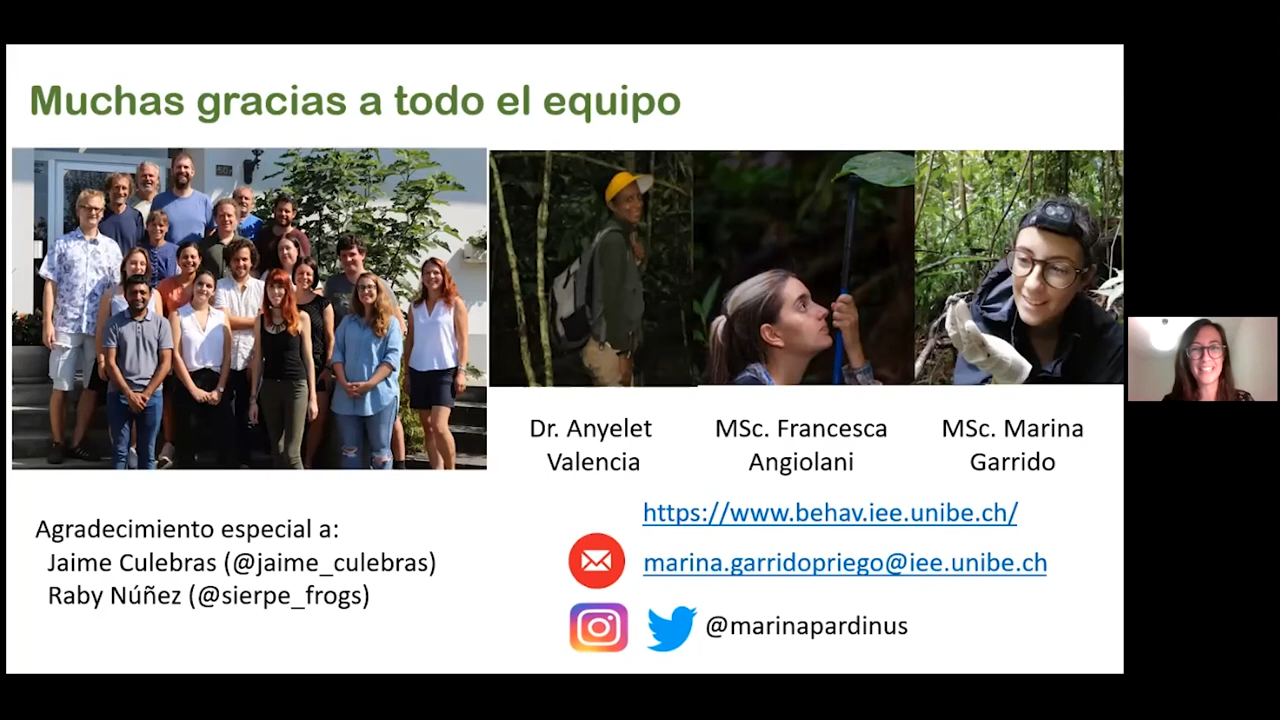 Muchas gracias a todo el equipo
Dr. Anyelet
Valencia
MSc. Francesca
Angiolani
MSc. Marina
Garrido
Agradecimiento especial a:
Jaime Culebras (@jaime_culebras)
Raby Núñez (@sierpe_frogs)
https://www.behav.iee.unibe.ch/
marina.garridopriego@iee.unibe.ch
@marinapardinus